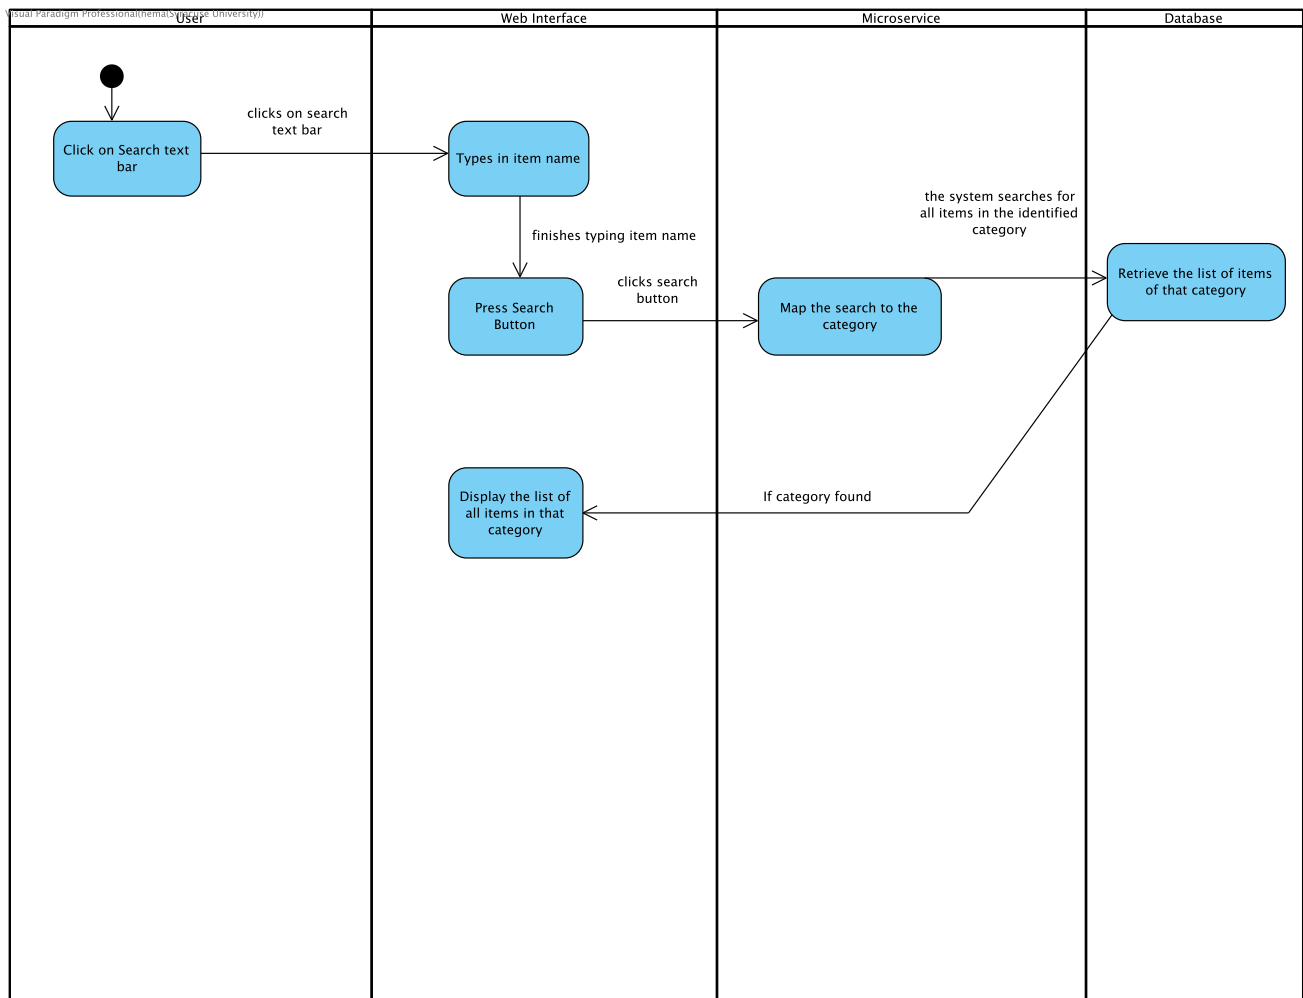 Visual Paradigm Professional(hema(Syracuse University))
User
Web Interface
Microservice
Database
clicks on search
text bar
Click on Search text
bar
Types in item name
the system searches for
all items in the identified
category
finishes typing item name
clicks search
button
Retrieve the list of items
of that category
Press Search
Button
Map the search to the
category
If category found
Display the list of
all items in that
category